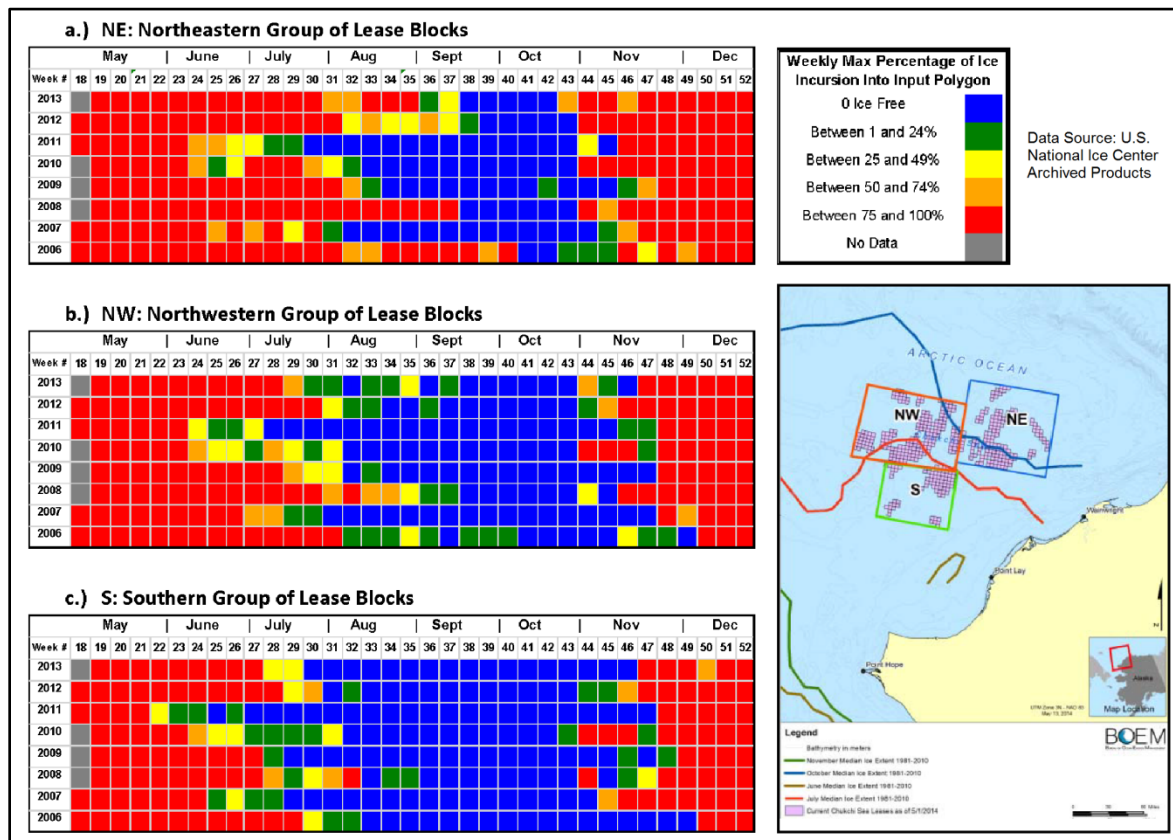 a.) NE: Northeastern Group of Lease Blocks
May | June | July | Aug | Sept | Oct | Nov | Dec
Week # 18 19 20 21 22 23 24 25 26 27 28 29 30 31 32 33 34 35 36 37 38 39 40 41 42 43 44 45 46 47 48 49 50 51 52
2013
2012
2011
2010
2009
2008
2007
2006
Weekly Max Percentage of Ice
Incursion Into Input Polygon
0 Ice Free
Between 1 and 24%
Between 25 and 49%
Between 50 and 74%
Between 75 and 100%
No Data
Data Source: U.S.
National Ice Center
Archived Products
b.) NW: Northwestern Group of Lease Blocks
May | June | July | Aug | Sept | Oct | Nov | Dec
Week # 18 19 20 21 22 23 24 25 26 27 28 29 30 31 32 33 34 35 36 37 38 39 40 41 42 43 44 45 46 47 48 49 50 51 52
2013
2012
2011
2010
2009
2008
2007
2006
c.) S: Southern Group of Lease Blocks
May | June | July | Aug | Sept | Oct | Nov | Dec
Week # 18 19 20 21 22 23 24 25 26 27 28 29 30 31 32 33 34 35 36 37 38 39 40 41 42 43 44 45 46 47 48 49 50 51 52
2013
2012
2011
2010
2009
2008
2007
2006
ARCTIC OCEAN
NW
NE
S
Wainwright
Point Lay
Point Hope
N
Alaska
Map Location
May 13, 2014
BOEM
Legend
Bathymetry in meters
November Median Ice Extent 1981-2010
October Median Ice Extent 1981-2010
June Median Ice Extent 1981-2010
July Median Ice Extent 1981-2010
Current Chukchi Sea Leases as of 5/1/2014